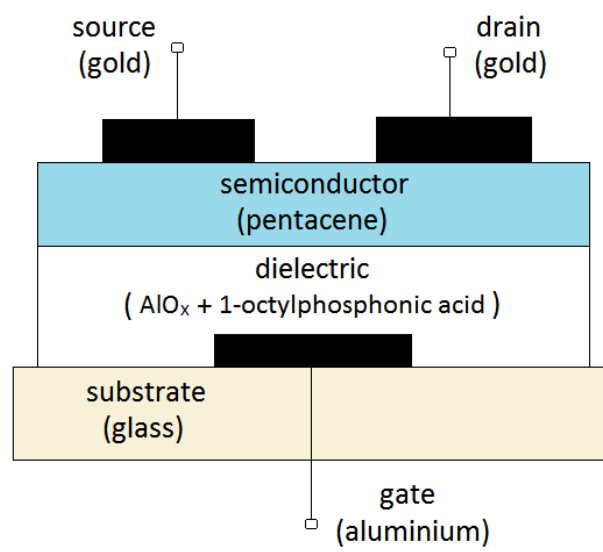 source
(gold)
drain
(gold)
semiconductor
(pentacene)
dielectric
( AlOₓ + 1-octylphosphonic acid )
substrate
(glass)
gate
(aluminium)